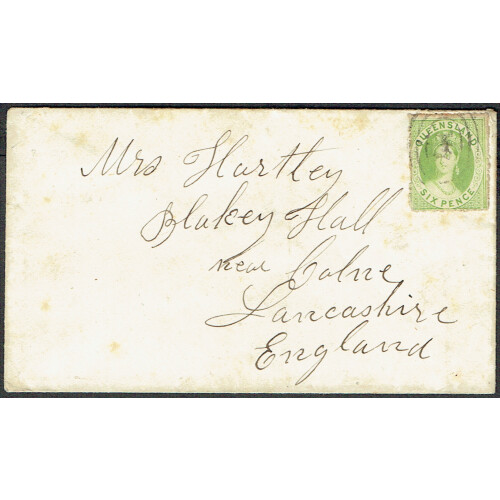 QUEENSLAND
SIX PENCE
Mrs Hartley
Blakey Hall
near Colne
Lancashire
England